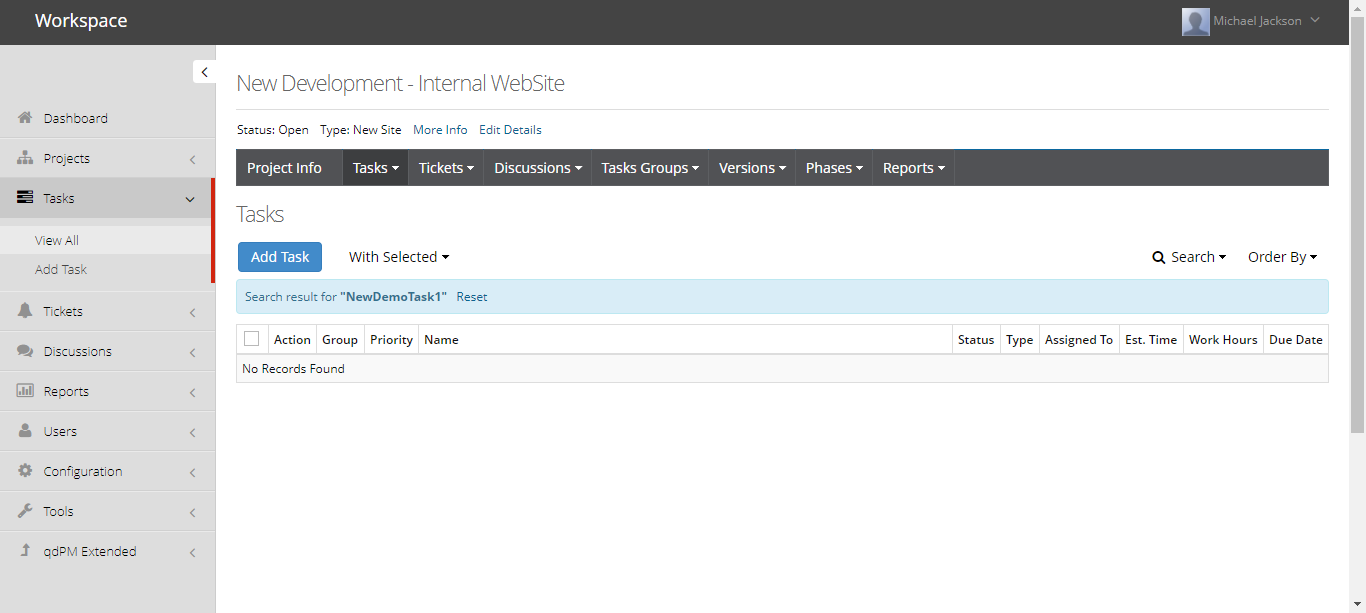 Workspace
Michael Jackson
Dashboard
Projects
Tasks
View All
Add Task
Tickets
Discussions
Reports
Users
Configuration
Tools
qdPM Extended
New Development - Internal WebSite
Status: Open Type: New Site More Info Edit Details
Project Info Tasks Tickets Discussions Tasks Groups Versions Phases Reports
Tasks
Add Task With Selected Search Order By
Search result for "NewDemoTask1" Reset
Action Group Priority Name Status Type Assigned To Est. Time Work Hours Due Date
No Records Found